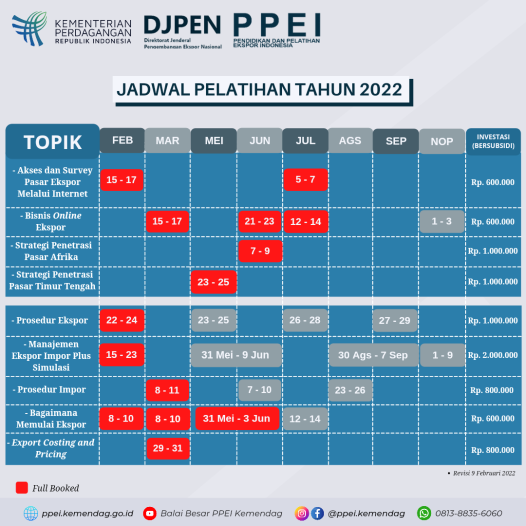 KEMENTERIAN
PERDAGANGAN
REPUBLIK INDONESIA
DJPEN
Direktorat Jenderal
Pengembangan Ekspor Nasional
PPEI
PENDIDIKAN DAN PELATIHAN
EKSPOR INDONESIA
JADWAL PELATIHAN TAHUN 2022
TOPIK FEB MAR MEI JUN JUL AGS SEP NOP INVESTASI (BERSUBSIDI)
- Akses dan Survey
Pasar Ekspor
Melalui Internet
15 - 17 5 - 7 Rp. 600.000
- Bisnis Online
Ekspor
15 - 17 21 - 23 12 - 14 1 - 3 Rp. 600.000
- Strategi Penetrasi
Pasar Afrika
7 - 9 Rp. 1.000.000
- Strategi Penetrasi
Pasar Timur Tengah
23 - 25 Rp. 1.000.000
- Prosedur Ekspor 22 - 24 23 - 25 26 - 28 27 - 29 Rp. 1.000.000
- Manajemen
Ekspor Impor Plus
Simulasi
15 - 23 31 Mei - 9 Jun 30 Ags - 7 Sep 1 - 9 Rp. 2.000.000
- Prosedur Impor 8 - 11 7 - 10 23 - 26 Rp. 800.000
- Bagaimana
Memulai Ekspor
8 - 10 8 - 10 31 Mei - 3 Jun 12 - 14 Rp. 600.000
- Export Costing and
Pricing
29 - 31 Rp. 800.000
• Revisi 9 Februari 2022
Full Booked
ppei.kemendag.go.id Balai Besar PPEI Kemendag @ppei.kemendag 0813-8835-6060